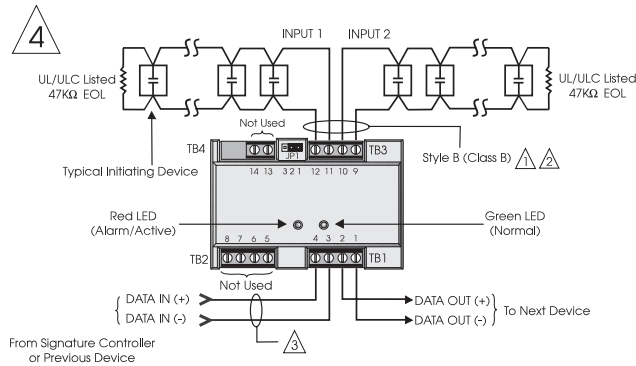 4
INPUT 1
INPUT 2
UL/ULC Listed
47KΩ EOL
UL/ULC Listed
47KΩ EOL
Not Used
TB4
JP1
TB3
Style B (Class B)
1
2
Typical Initiating Device
14 13 3 2 1 12 11 10 9
Red LED
(Alarm/Active)
Green LED
(Normal)
8 7 6 5 4 3 2 1
TB2
TB1
Not Used
DATA IN (+)
DATA IN (-)
DATA OUT (+)
DATA OUT (-)
To Next Device
3
From Signature Controller
or Previous Device